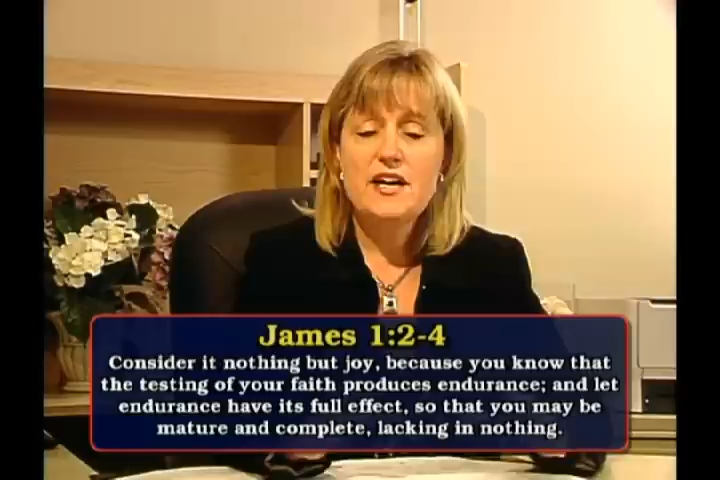 James 1:2-4
Consider it nothing but joy, because you know that
the testing of your faith produces endurance; and let
endurance have its full effect, so that you may be
mature and complete, lacking in nothing.